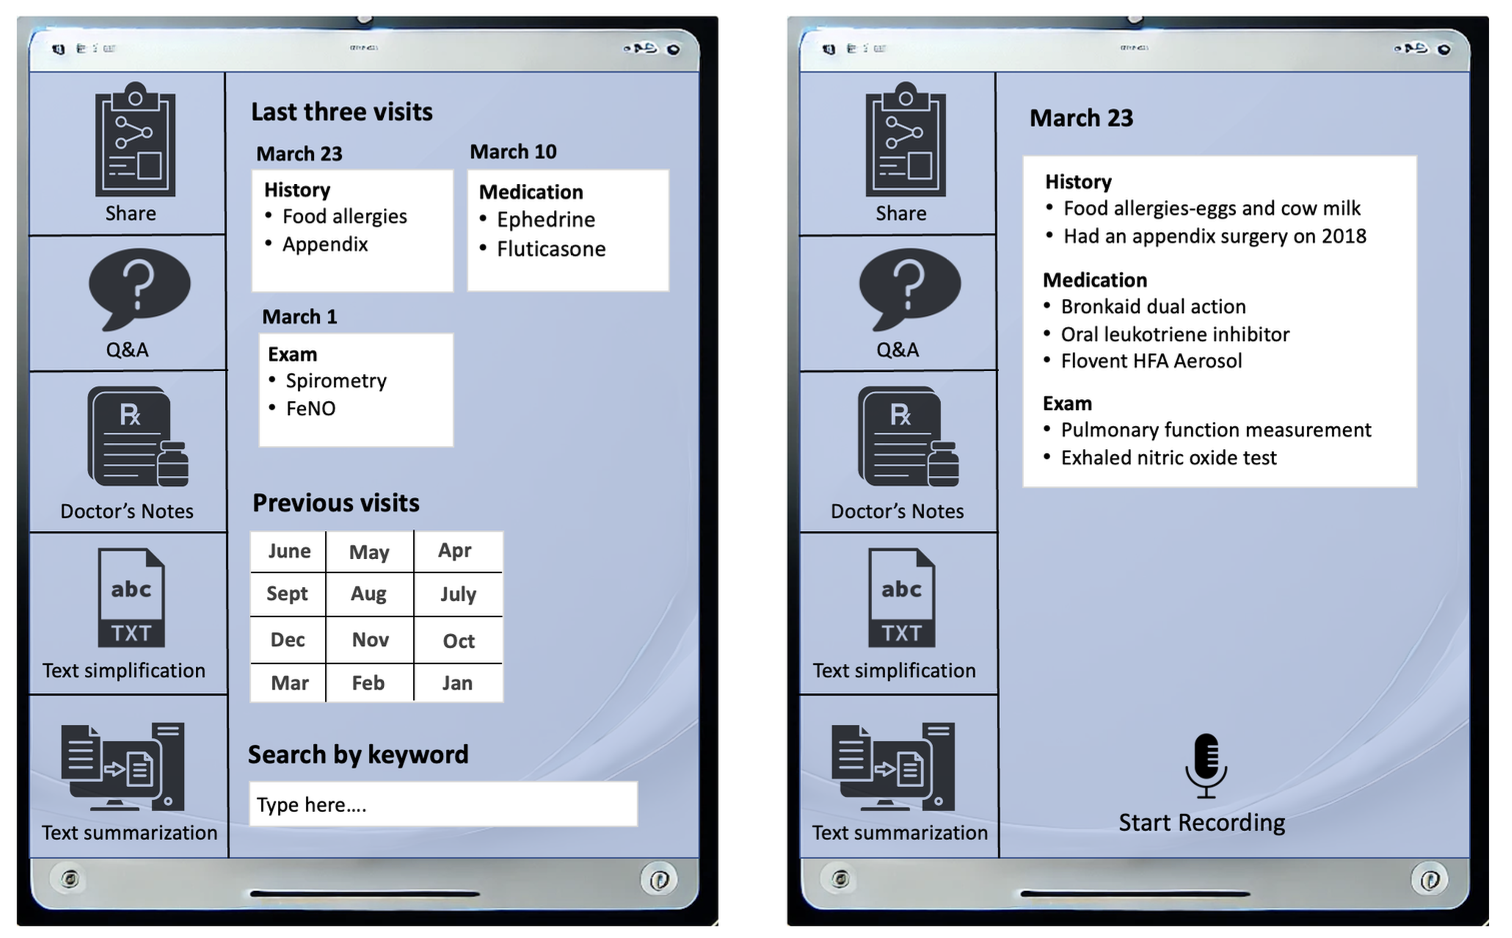 Share
Q&A
Doctor's Notes
Rx
abc
TXT
Text simplification
Text summarization
Last three visits
March 23
History
• Food allergies
• Appendix
March 10
Medication
• Ephedrine
• Fluticasone
March 1
Exam
• Spirometry
• FeNO
Previous visits
June May Apr
Sept Aug July
Dec Nov Oct
Mar Feb Jan
Search by keyword
Type here....
Share
Q&A
Rx
Doctor's Notes
abc
TXT
Text simplification
Text summarization
March 23
History
• Food allergies-eggs and cow milk
• Had an appendix surgery on 2018
Medication
• Bronkaid dual action
• Oral leukotriene inhibitor
• Flovent HFA Aerosol
Exam
• Pulmonary function measurement
• Exhaled nitric oxide test
Start Recording